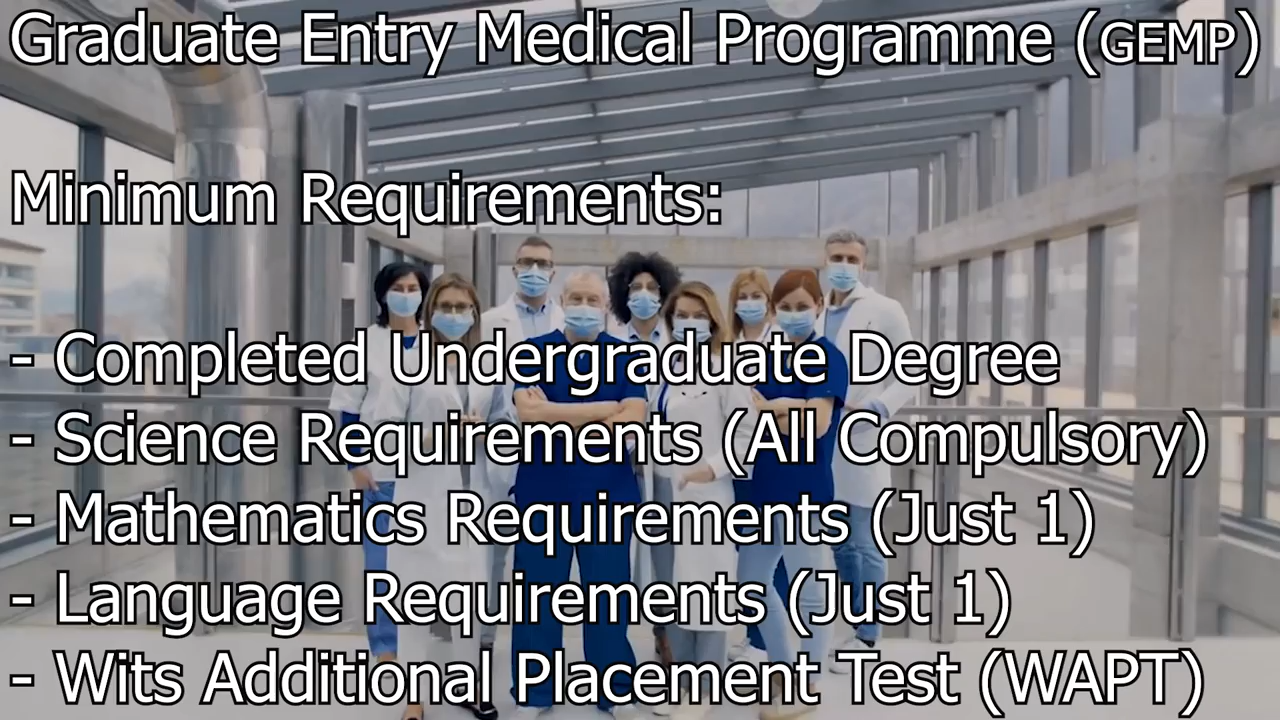 Graduate Entry Medical Programme (GEMP)
Minimum Requirements:
- Completed Undergraduate Degree
- Science Requirements (All Compulsory)
- Mathematics Requirements (Just 1)
- Language Requirements (Just 1)
- Wits Additional Placement Test (WAPT)